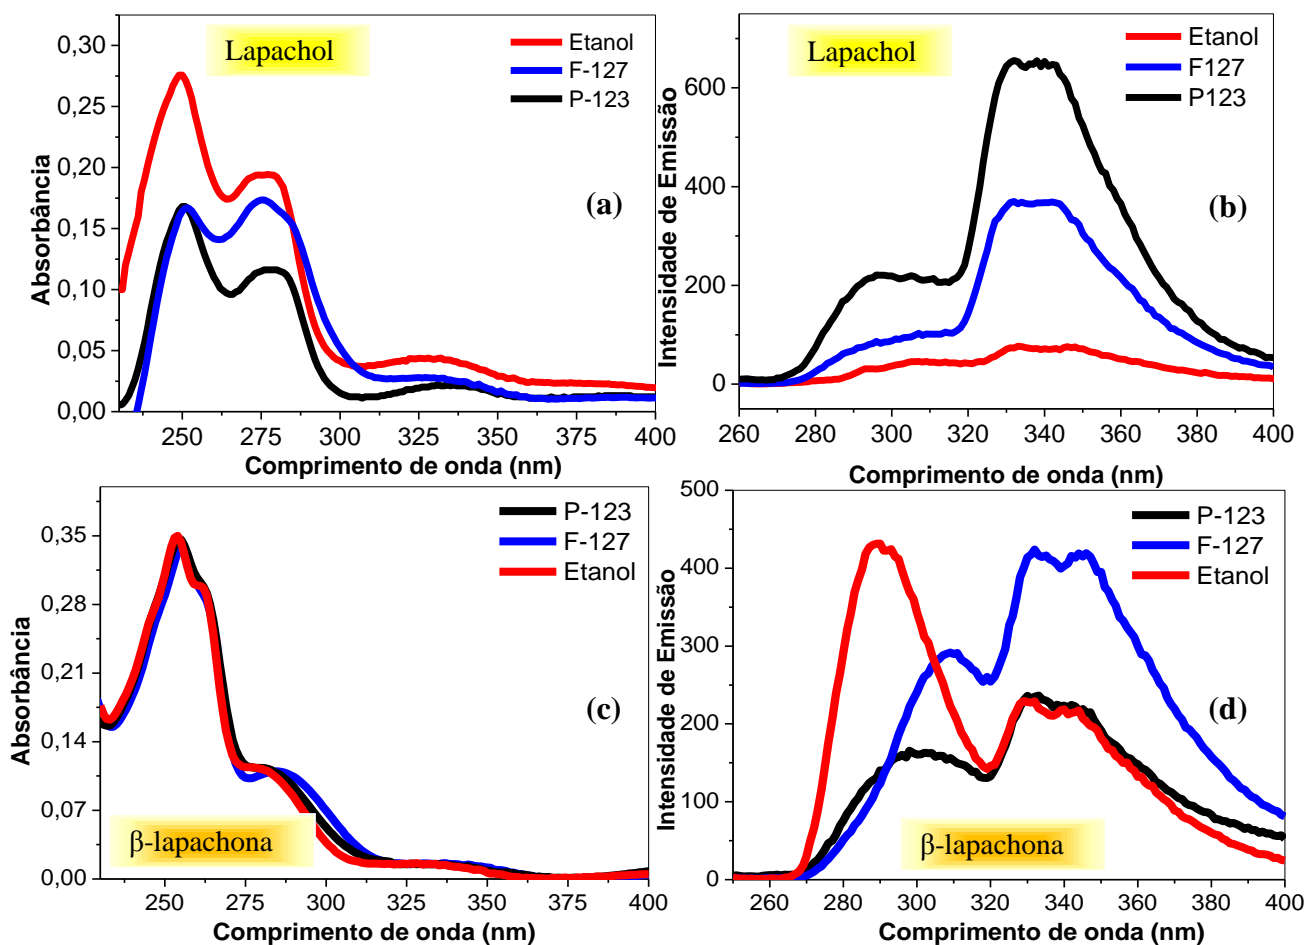 Lapachol
Etanol
F-127
P-123
(a)
0,30
0,25
0,20
0,15
0,10
0,05
0,00
Absorbância
250 275 300 325 350 375 400
Comprimento de onda (nm)
Lapachol
Etanol
F127
P123
(b)
600
400
200
0
Intensidade de Emissão
260 280 300 320 340 360 380 400
Comprimento de onda (nm)
P-123
F-127
Etanol
(c)
0,35
0,28
0,21
0,14
0,07
0,00
Absorbância
β-lapachona
250 275 300 325 350 375 400
Comprimento de onda (nm)
P-123
F-127
Etanol
(d)
500
400
300
200
100
0
Intensidade de Emissão
β-lapachona
260 280 300 320 340 360 380 400
Comprimento de onda (nm)